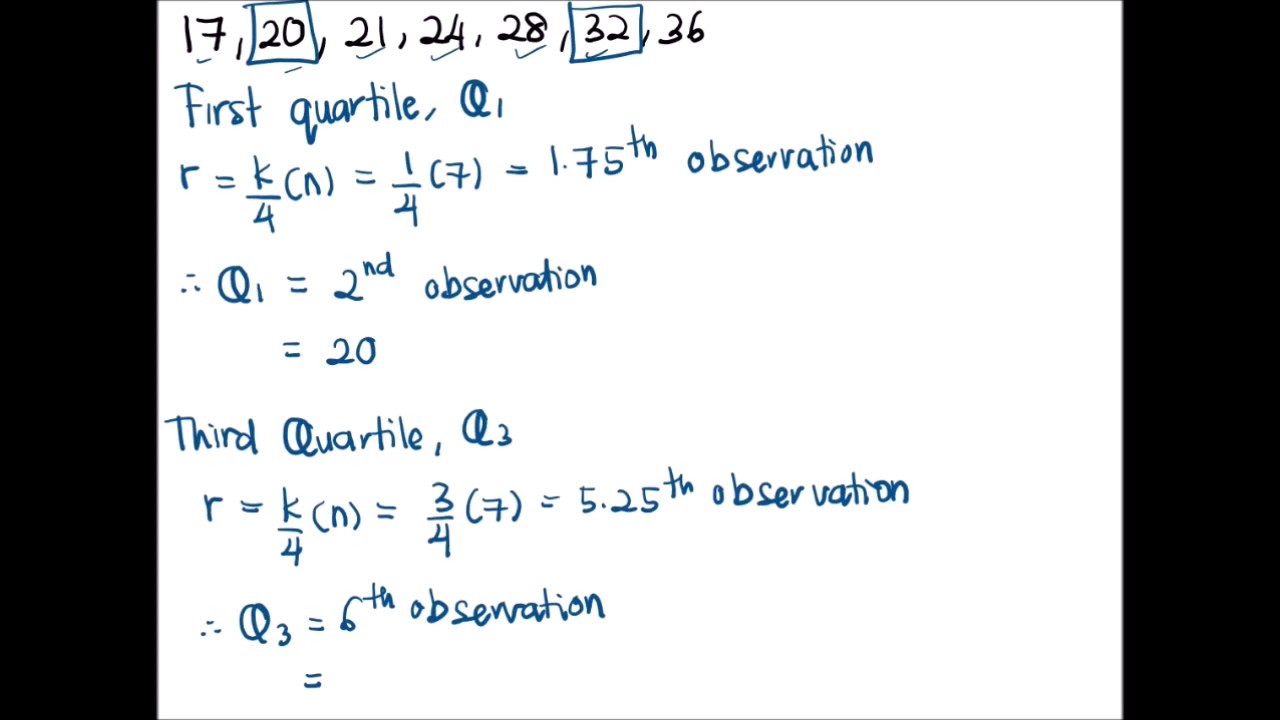 17, 20, 21, 24, 28, 32, 36
First quartile, Q₁
r = k/4 (n) = 1/4 (7) = 1.75th observation
∴ Q₁ = 2nd observation
= 20
Third Quartile, Q₃
r = k/4 (n) = 3/4 (7) = 5.25th observation
∴ Q₃ = 6th observation
=